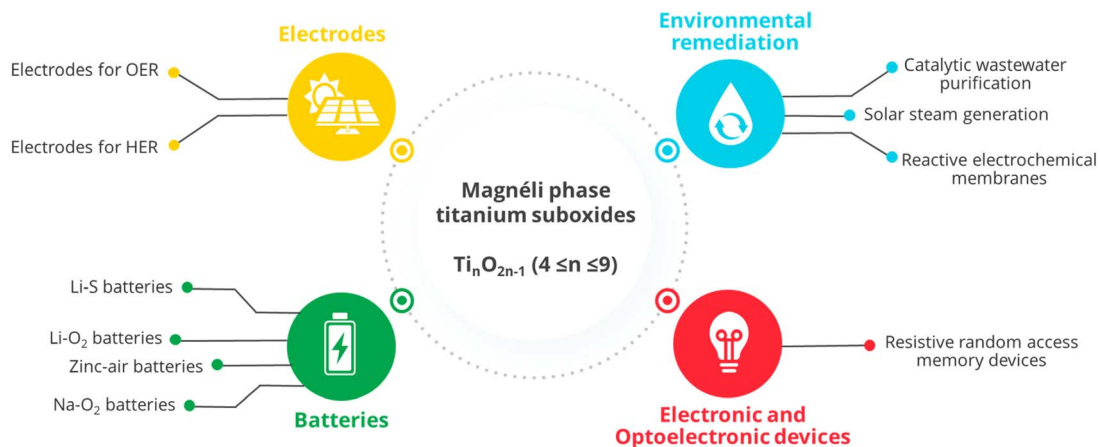 Electrodes
Electrodes for OER
Electrodes for HER
Environmental
remediation
Catalytic wastewater
purification
Solar steam generation
Reactive electrochemical
membranes
Magnéli phase
titanium suboxides
TiₙO₂ₙ₋₁ (4 ≤n ≤9)
Li-S batteries
Li-O₂ batteries
Zinc-air batteries
Na-O₂ batteries
Batteries
Resistive random access
memory devices
Electronic and
Optoelectronic devices